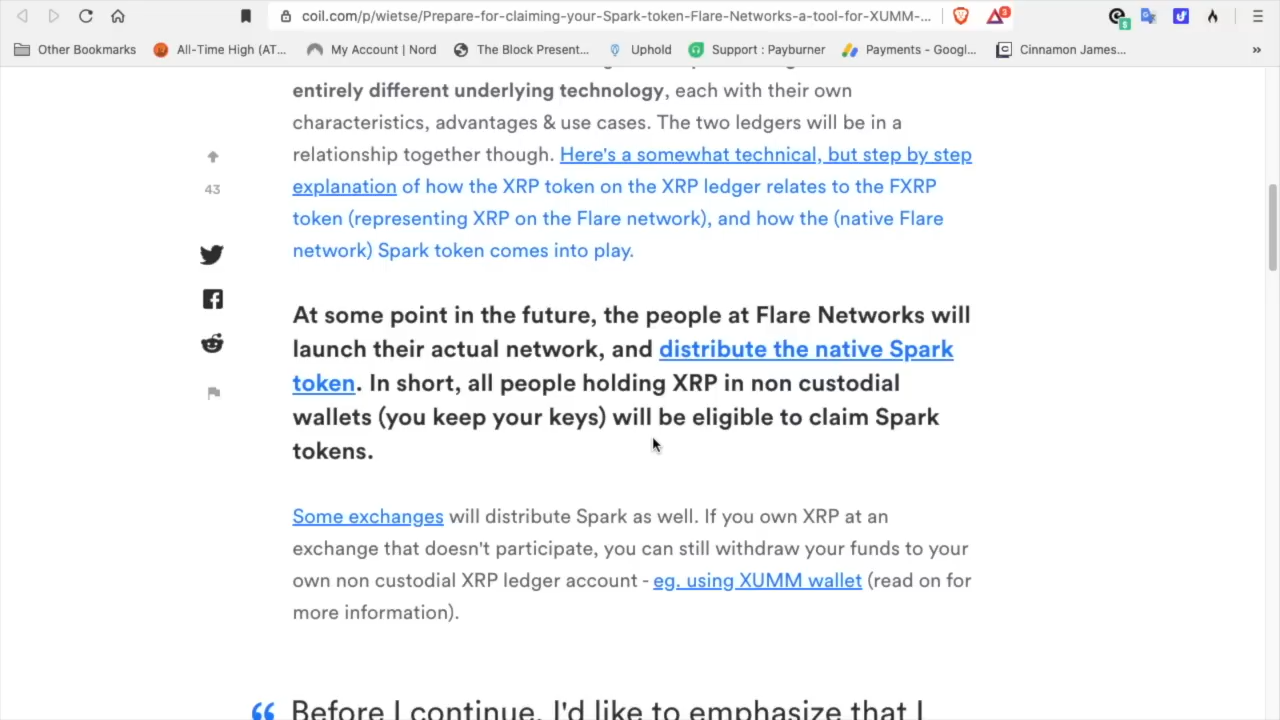 coil.com/p/wietse/Prepare-for-claiming-your-Spark-token-Flare-Networks-a-tool-for-XUMM-...
3
$
Other Bookmarks
All-Time High (AT...
My Account | Nord
The Block Present...
Uphold
Support : Payburner
Payments - Googl...
Cinnamon James...
»
entirely different underlying technology, each with their own
characteristics, advantages & use cases. The two ledgers will be in a
relationship together though. Here's a somewhat technical, but step by step
explanation of how the XRP token on the XRP ledger relates to the FXRP
token (representing XRP on the Flare network), and how the (native Flare
network) Spark token comes into play.
43
At some point in the future, the people at Flare Networks will
launch their actual network, and distribute the native Spark
token. In short, all people holding XRP in non custodial
wallets (you keep your keys) will be eligible to claim Spark
tokens.
Some exchanges will distribute Spark as well. If you own XRP at an
exchange that doesn't participate, you can still withdraw your funds to your
own non custodial XRP ledger account - eg. using XUMM wallet (read on for
more information).
“ Before I continue, I'd like to emphasize that I